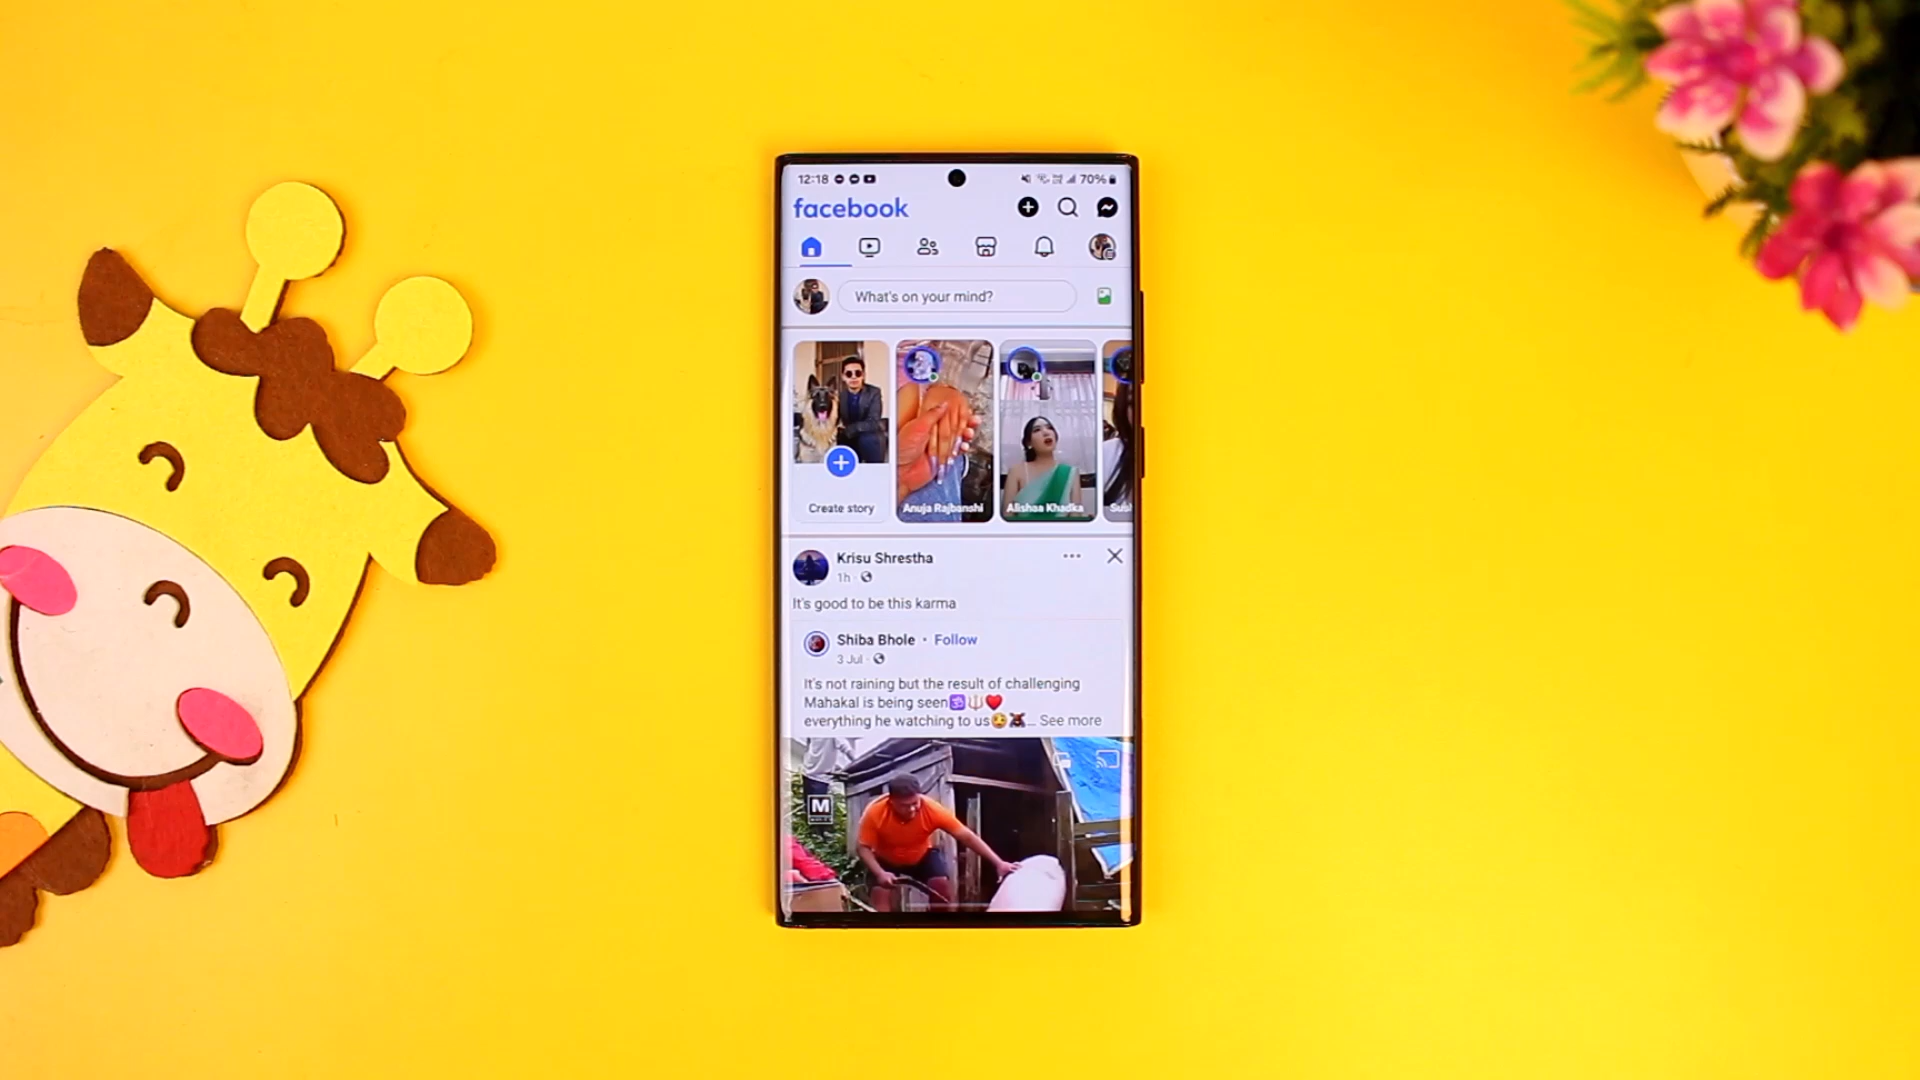 12:18
70%
facebook
What's on your mind?
Create story
Anuja Rajbanshi
Alishaa Khadka
Sus
Krisu Shrestha
1h
It's good to be this karma
Shiba Bhole · Follow
3 Jul
It's not raining but the result of challenging
Mahakal is being seen🕉️🔱♥️
everything he watching to us... See more
M